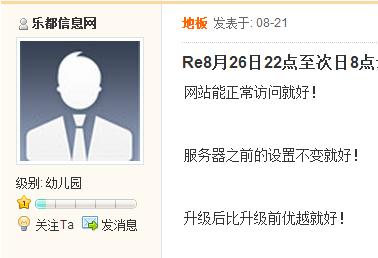 乐都信息网
级别: 幼儿园
1
关注Ta 发消息
地板 发表于: 08-21
Re8月26日22点至次日8点
网站能正常访问就好!
服务器之前的设置不变就好!
升级后比升级前优越就好!